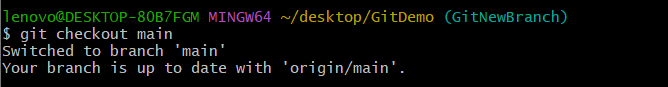 lenovo@DESKTOP-8OB7FGM MINGW64 ~/desktop/GitDemo (GitNewBranch)
$ git checkout main
Switched to branch 'main'
Your branch is up to date with 'origin/main'.